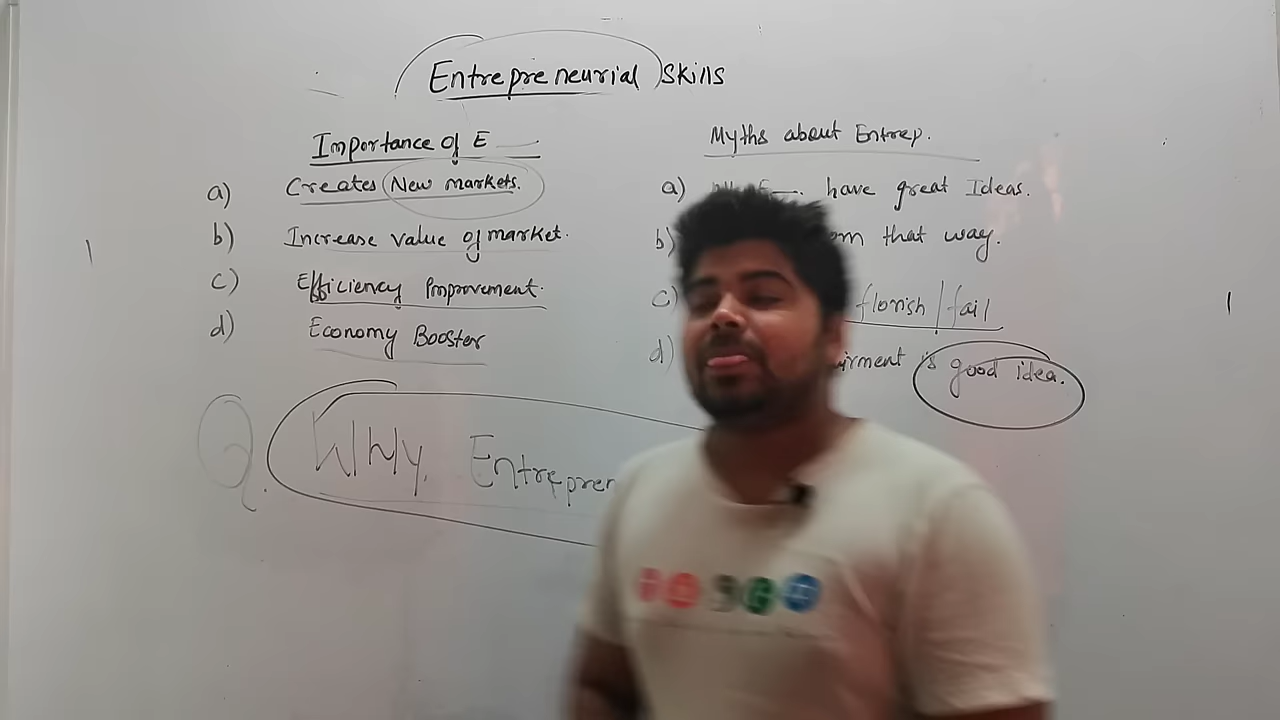 Entrepreneurial Skills
Importance of E
a) Creates New markets.
b) Increase value of market.
c) Efficiency Improvement.
d) Economy Booster
Myths about Entrep.
a) have great Ideas.
b) that way.
c) florish/fail
d) is good idea.
Q. Why. Entrepren